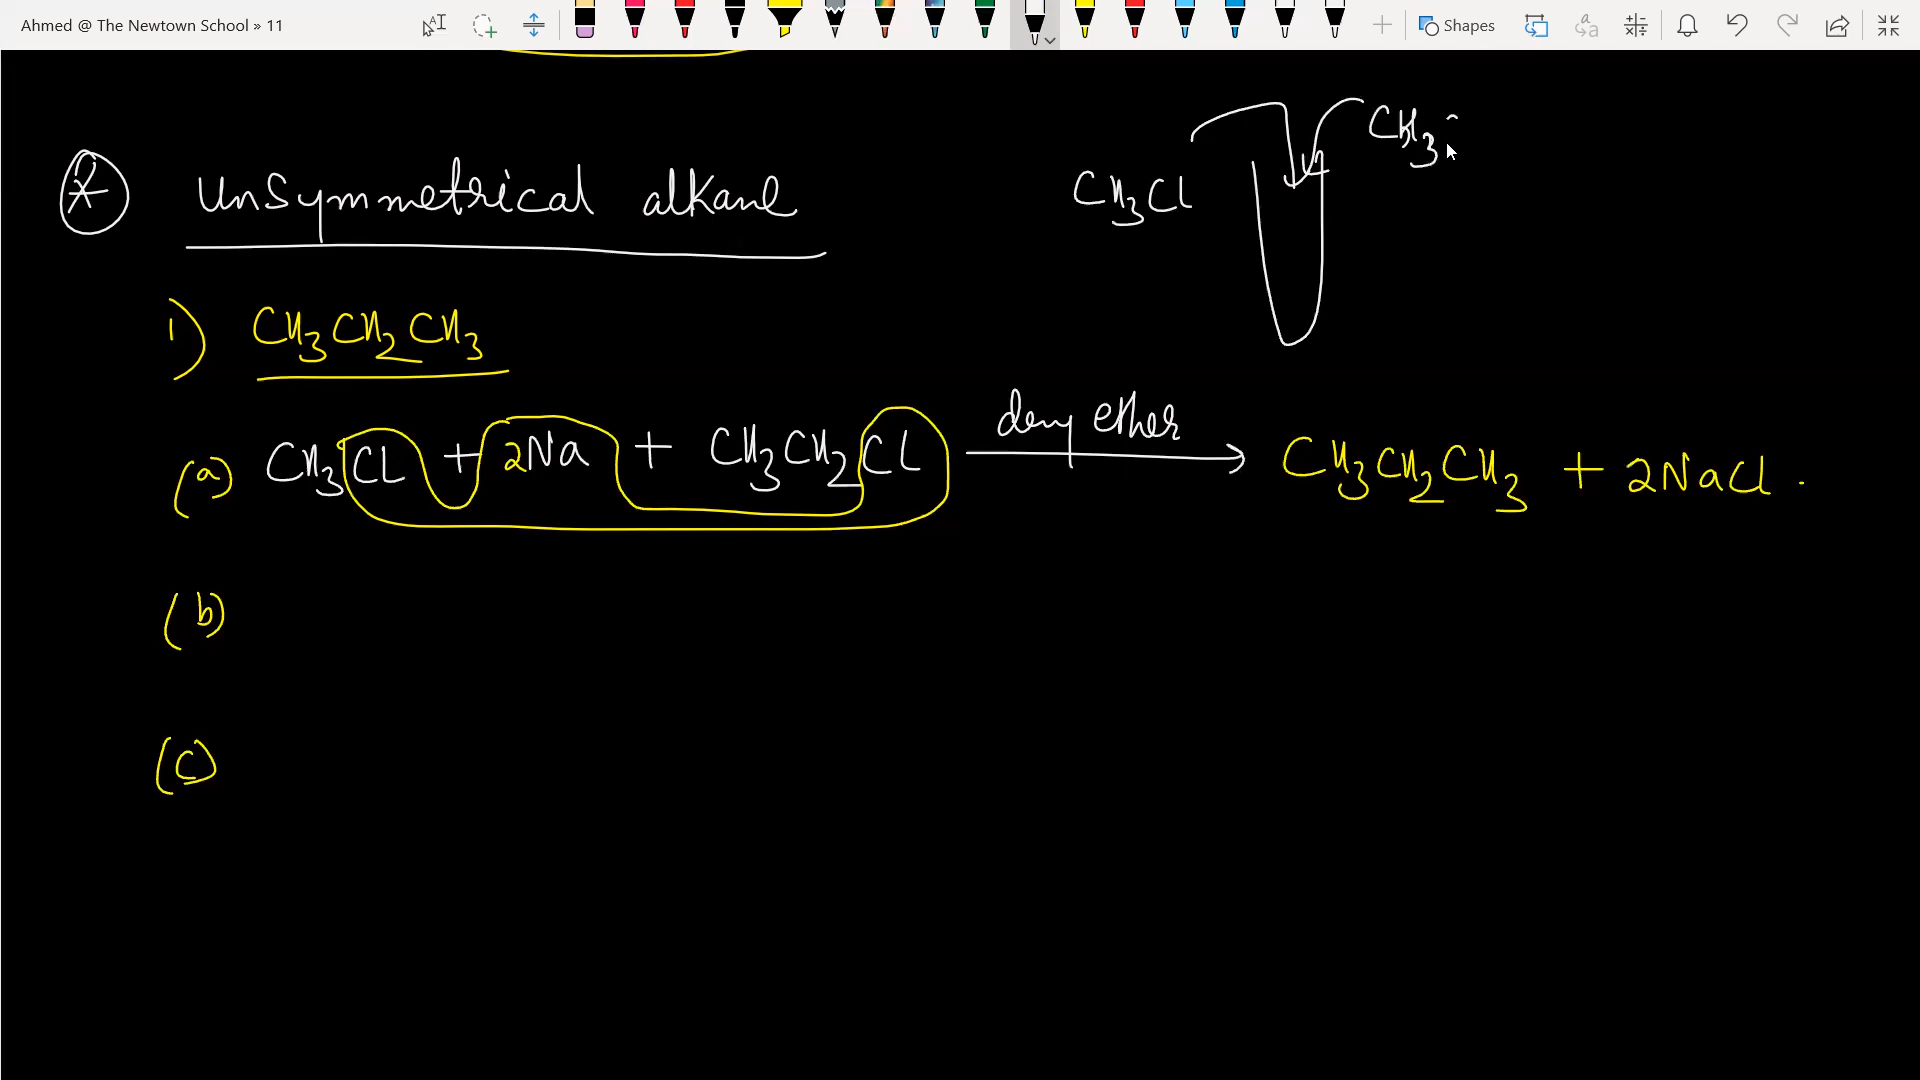 Ahmed @ The Newtown School » 11
Shapes
UnSymmetrical alkane
CH3Cl
CH3
1) CH3CH2CH3
(a) CH3Cl + 2Na + CH3CH2Cl dry ether → CH3CH2CH3 + 2NaCl .
(b)
(c)